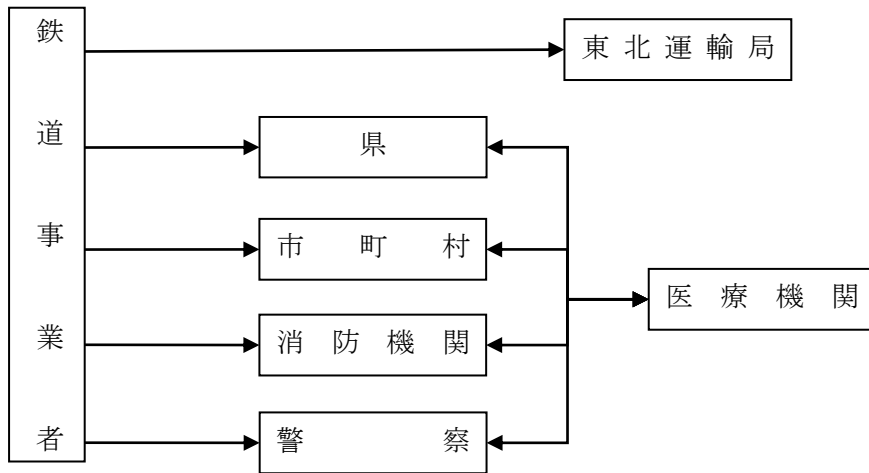 鉄道事業者
東北運輸局
県
市町村
消防機関
警察
医療機関